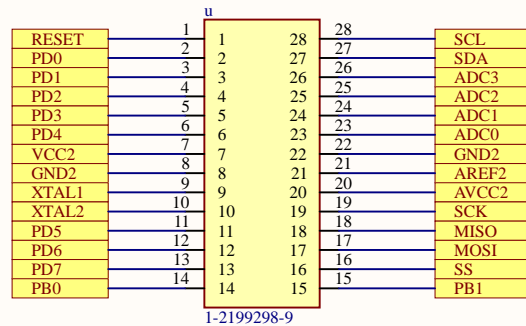 u
RESET 1 1 28 28 SCL
PD0 2 2 27 27 SDA
PD1 3 3 26 26 ADC3
PD2 4 4 25 25 ADC2
PD3 5 5 24 24 ADC1
PD4 6 6 23 23 ADC0
VCC2 7 7 22 22 GND2
GND2 8 8 21 21 AREF2
XTAL1 9 9 20 20 AVCC2
XTAL2 10 10 19 19 SCK
PD5 11 11 18 18 MISO
PD6 12 12 17 17 MOSI
PD7 13 13 16 16 SS
PB0 14 14 15 15 PB1
1-2199298-9